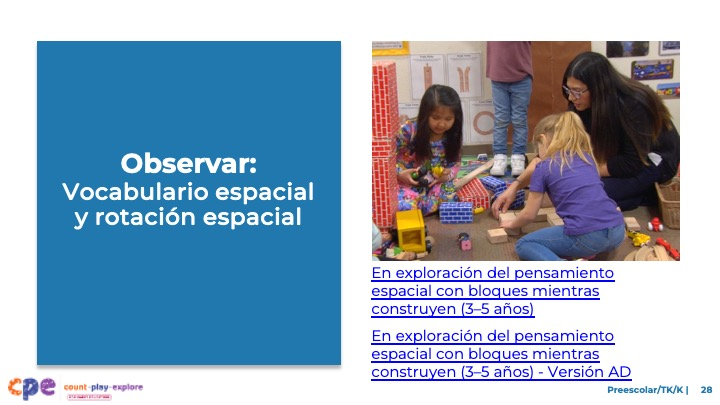 Observar:
Vocabulario espacial
y rotación espacial
En exploración del pensamiento
espacial con bloques mientras
construyen (3–5 años)
En exploración del pensamiento
espacial con bloques mientras
construyen (3–5 años) - Versión AD
cpe
count-play-explore
Preescolar/TK/K | 28